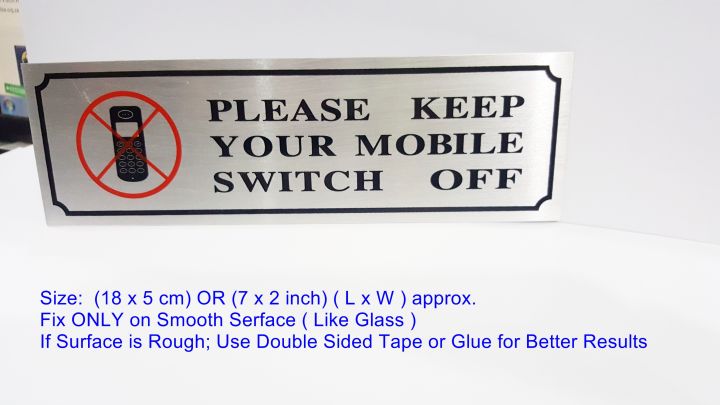 PLEASE KEEP
YOUR MOBILE
SWITCH OFF
Size: (18 x 5 cm) OR (7 x 2 inch) ( L x W ) approx.
Fix ONLY on Smooth Serface ( Like Glass )
If Surface is Rough; Use Double Sided Tape or Glue for Better Results